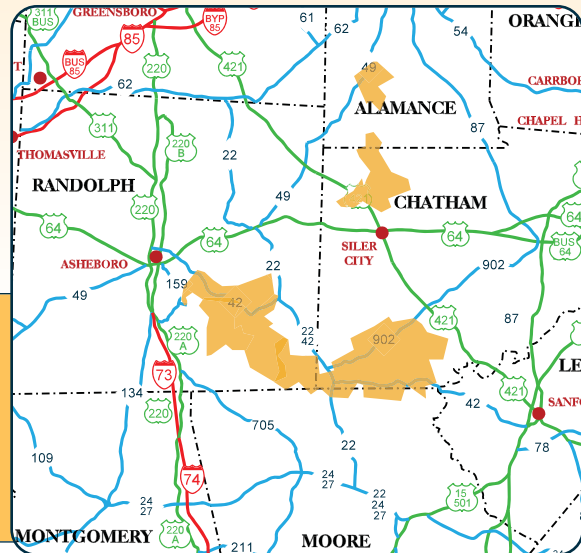 311
BUS
GREENSBORO
BYP
85
61
62
54
ORANG
85
BUS
85
T
220
421
49
CARRBOR
62
ALAMANCE
87
CHAPEL H
311
220
B
THOMASVILLE
22
RANDOLPH
49
CHATHAM
220
64
64
64
64
SILER
CITY
BUS
64
ASHEBORO
22
902
159
49
42
87
421
22
42
220
A
902
LE
73
134
421
42
SANFO
220
705
22
78
109
24
27
74
22
24
27
15
501
24
27
MONTGOMERY
220
A
211
MOORE